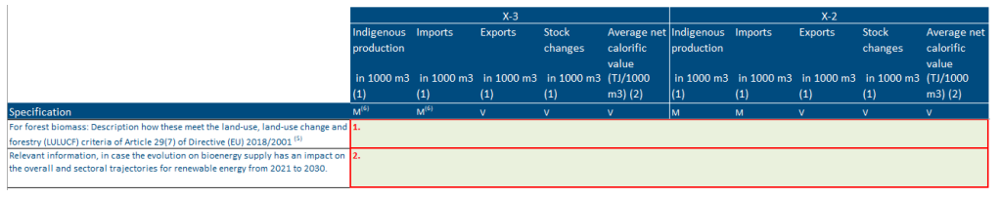 X-3 X-2
Indigenous Imports Exports Stock Average net Indigenous Imports Exports Stock Average net
production changes calorific production changes calorific
value value
in 1000 m3 in 1000 m3 in 1000 m3 in 1000 m3 (TJ/1000 in 1000 m3 in 1000 m3 in 1000 m3 in 1000 m3 (TJ/1000
(1) (1) (1) (1) m3) (2) (1) (1) (1) (1) m3) (2)
Specification M(6) M(6) V V V M M V V V
For forest biomass: Description how these meet the land-use, land-use change and 1.
forestry (LULUCF) criteria of Article 29(7) of Directive (EU) 2018/2001 (5)
Relevant information, in case the evolution on bioenergy supply has an impact on 2.
the overall and sectoral trajectories for renewable energy from 2021 to 2030.